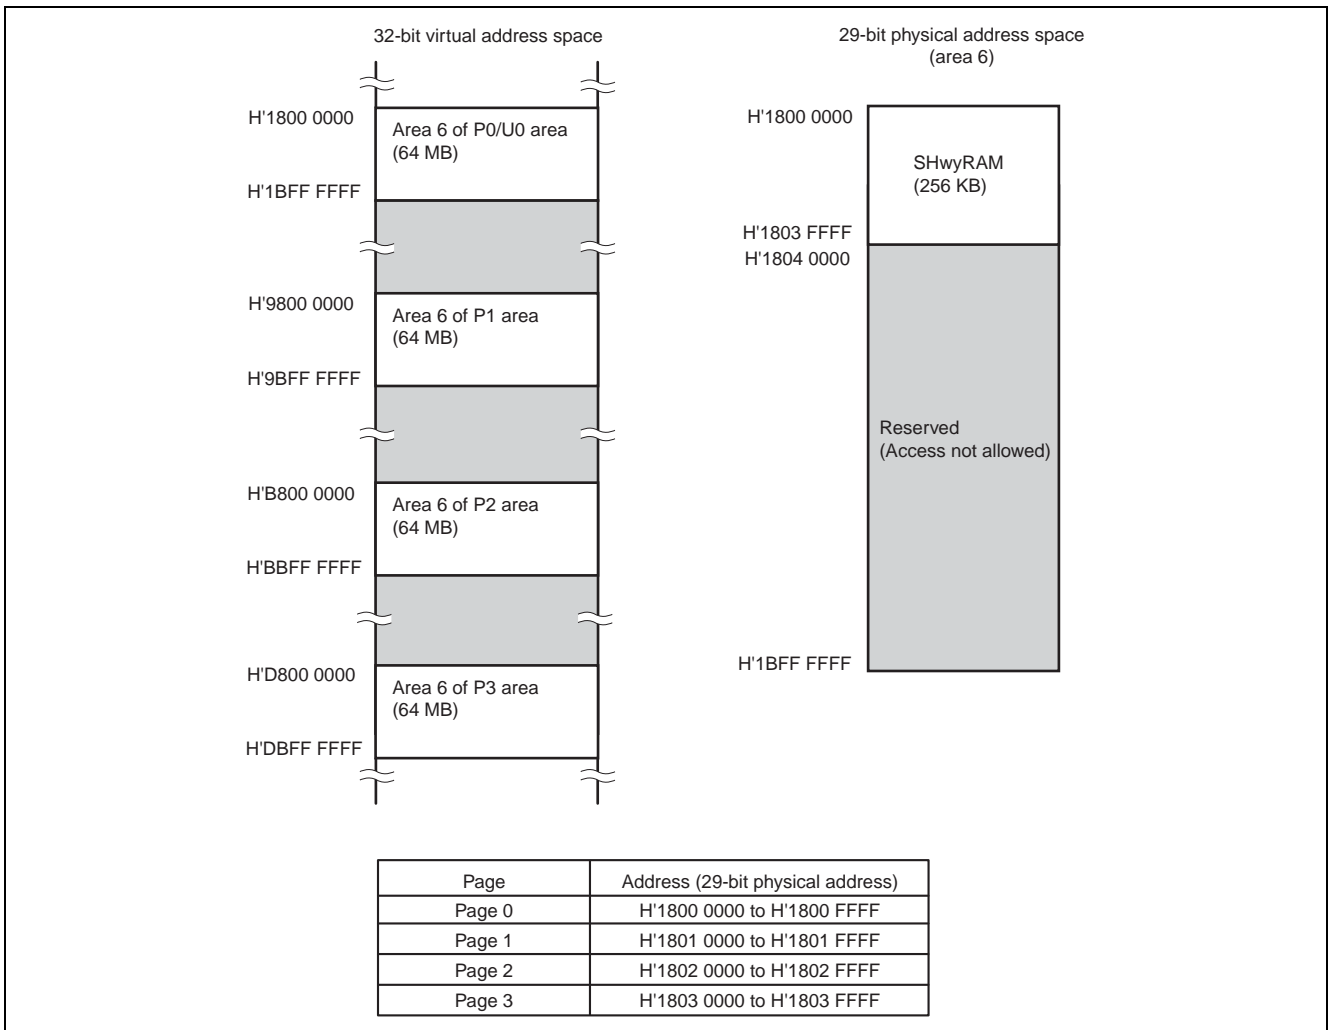 32-bit virtual address space
H'1800 0000
Area 6 of P0/U0 area
(64 MB)
H'1BFF FFFF
H'9800 0000
Area 6 of P1 area
(64 MB)
H'9BFF FFFF
H'B800 0000
Area 6 of P2 area
(64 MB)
H'BBFF FFFF
H'D800 0000
Area 6 of P3 area
(64 MB)
H'DBFF FFFF
29-bit physical address space
(area 6)
H'1800 0000
SHwyRAM
(256 KB)
H'1803 FFFF
H'1804 0000
Reserved
(Access not allowed)
H'1BFF FFFF
Page Address (29-bit physical address)
Page 0 H'1800 0000 to H'1800 FFFF
Page 1 H'1801 0000 to H'1801 FFFF
Page 2 H'1802 0000 to H'1802 FFFF
Page 3 H'1803 0000 to H'1803 FFFF